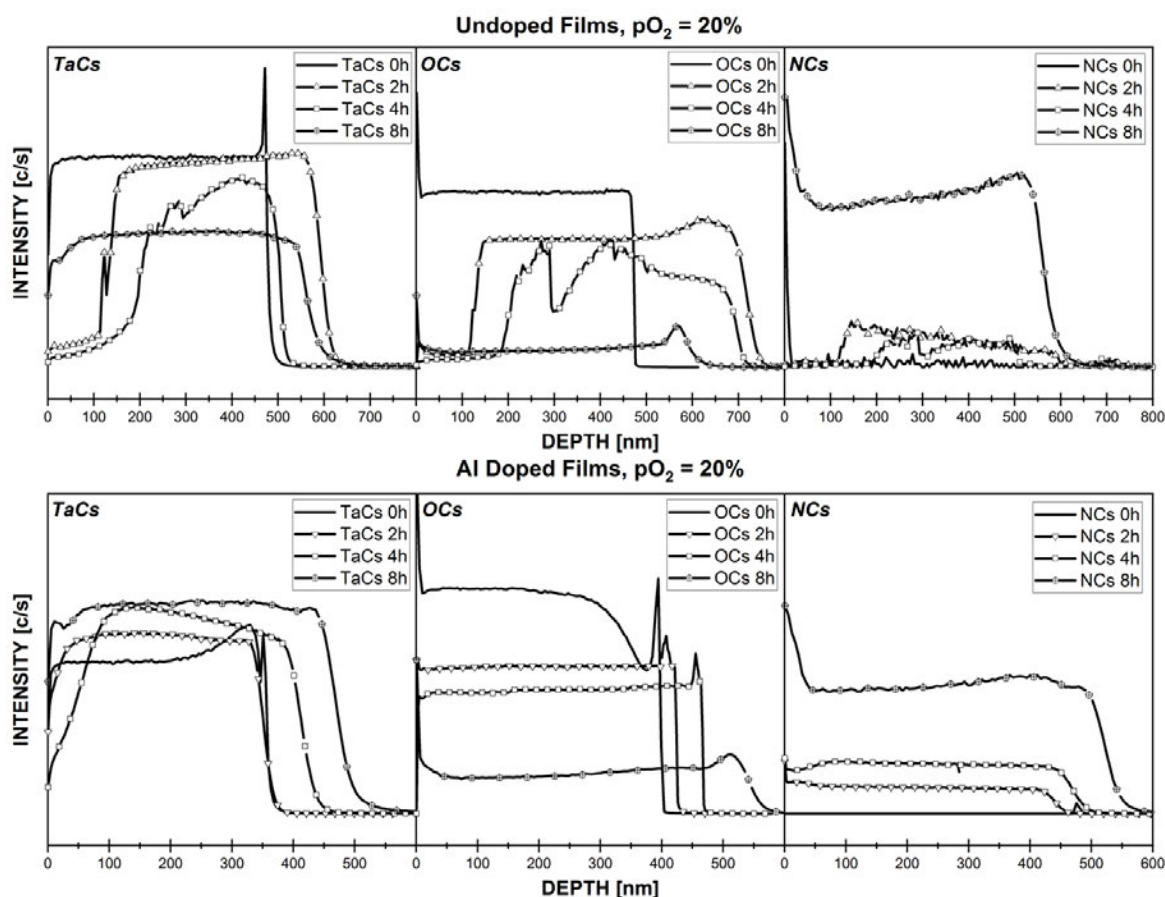 Undoped Films, pO₂ = 20%
TaCs
TaCs 0h
TaCs 2h
TaCs 4h
TaCs 8h
OCs
OCs 0h
OCs 2h
OCs 4h
OCs 8h
NCs
NCs 0h
NCs 2h
NCs 4h
NCs 8h
INTENSITY [c/s]
0 100 200 300 400 500 600 700 0 100 200 300 400 500 600 700 0 100 200 300 400 500 600 700 800
DEPTH [nm]
Al Doped Films, pO₂ = 20%
TaCs
TaCs 0h
TaCs 2h
TaCs 4h
TaCs 8h
OCs
OCs 0h
OCs 2h
OCs 4h
OCs 8h
NCs
NCs 0h
NCs 2h
NCs 4h
NCs 8h
INTENSITY [c/s]
0 100 200 300 400 500 0 100 200 300 400 500 0 100 200 300 400 500 600
DEPTH [nm]